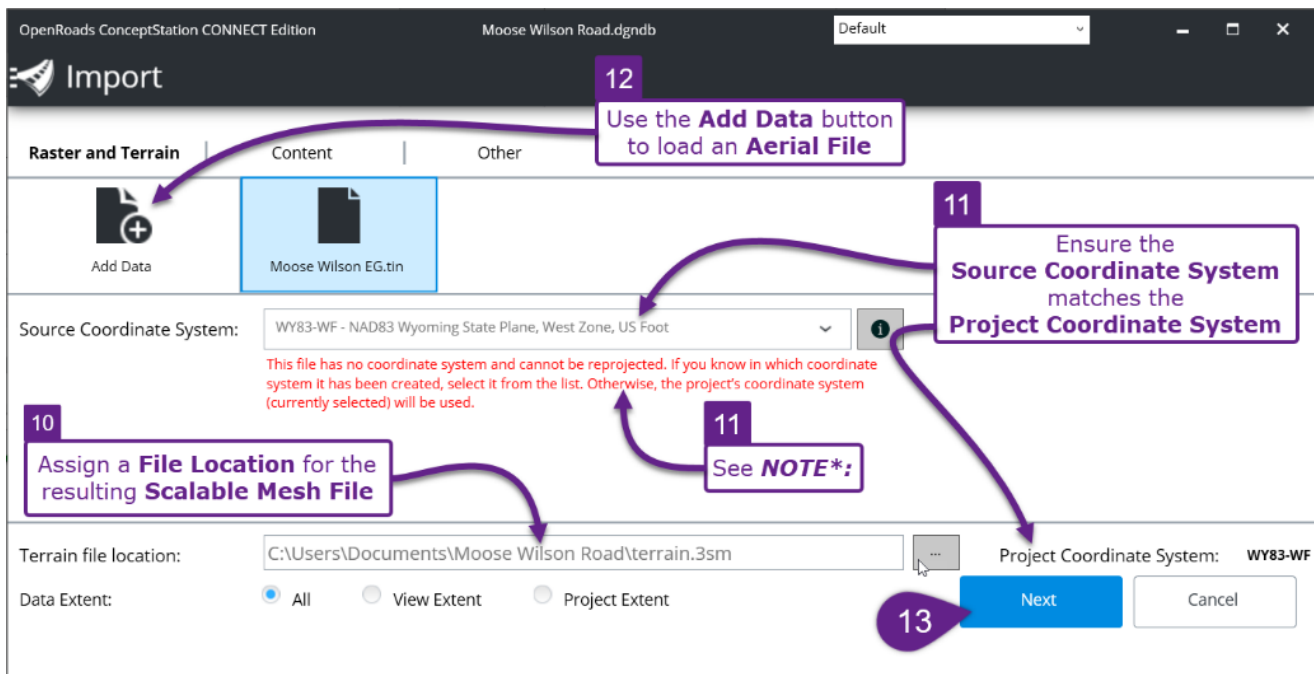 OpenRoads ConceptStation CONNECT Edition
Moose Wilson Road.dgndb
Default
Import
12
Use the Add Data button
to load an Aerial File
Raster and Terrain
Content
Other
Add Data
Moose Wilson EG.tin
11
Ensure the
Source Coordinate System
matches the
Project Coordinate System
Source Coordinate System:
WY83-WF - NAD83 Wyoming State Plane, West Zone, US Foot
This file has no coordinate system and cannot be reprojected. If you know in which coordinate
system it has been created, select it from the list. Otherwise, the project's coordinate system
(currently selected) will be used.
10
Assign a File Location for the
resulting Scalable Mesh File
11
See NOTE*:
Terrain file location:
C:\Users\Documents\Moose Wilson Road\terrain.3sm
...
Project Coordinate System:
WY83-WF
Data Extent:
All
View Extent
Project Extent
13
Next
Cancel